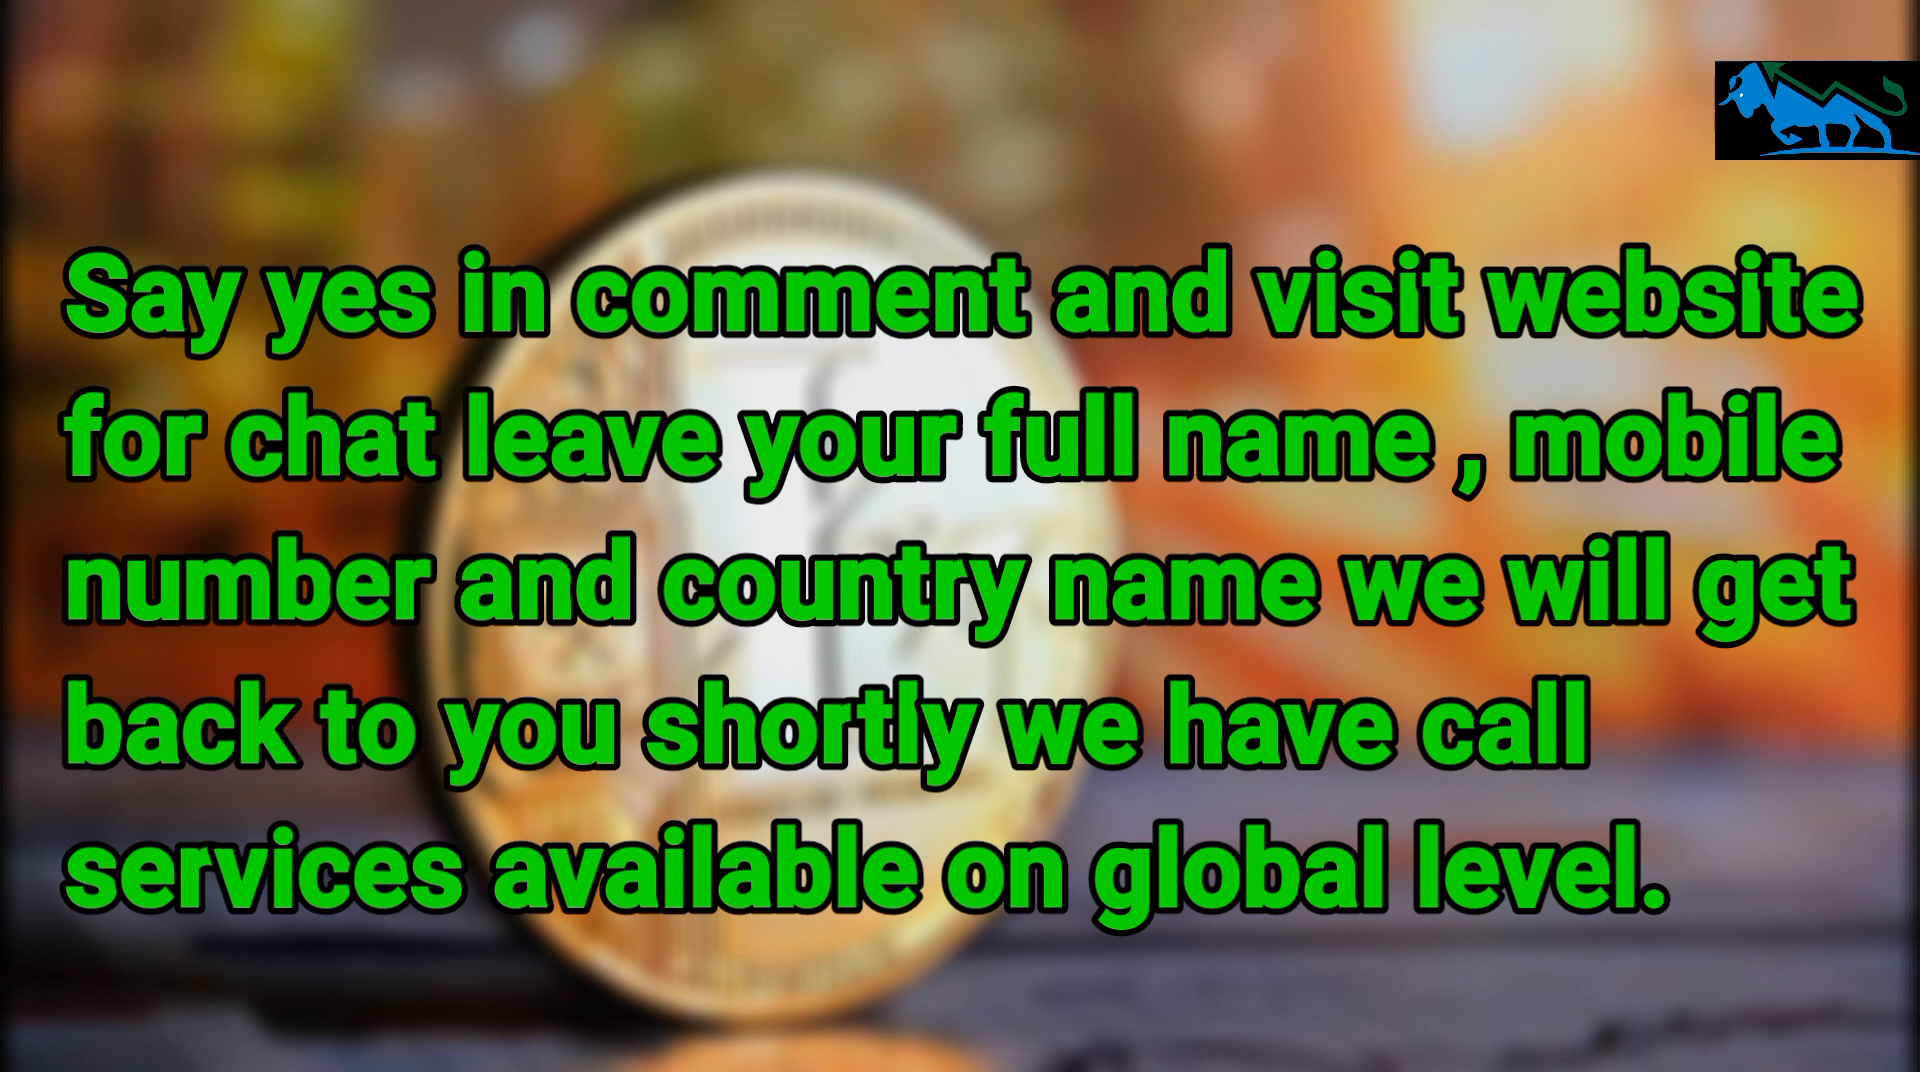 Say yes in comment and visit website
for chat leave your full name , mobile
number and country name we will get
back to you shortly we have call
services available on global level.